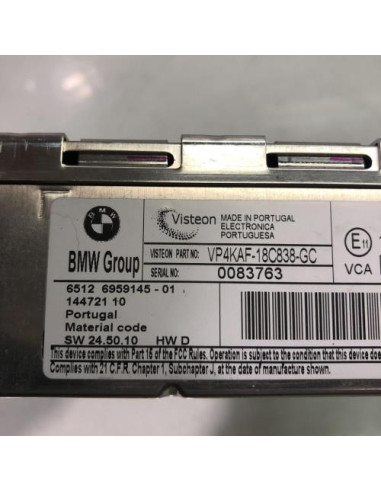 BMW
Visteon
MADE IN PORTUGAL
ELECTRONICA
PORTUGUESA
E11
BMW Group
VISTEON PART NO:
VP4KAF-18C838-GC
VCA
SERIAL NO:
0083763
6512 6959145 - 01
144721 10
Portugal
Material code
SW 24.50.10 HW D
This device complies with Part 15 of the FCC Rules. Operation is subject to the condition that this device
Complies with 21 C.F.R. Chapter 1, Subchapter J, at the date of manufacture.